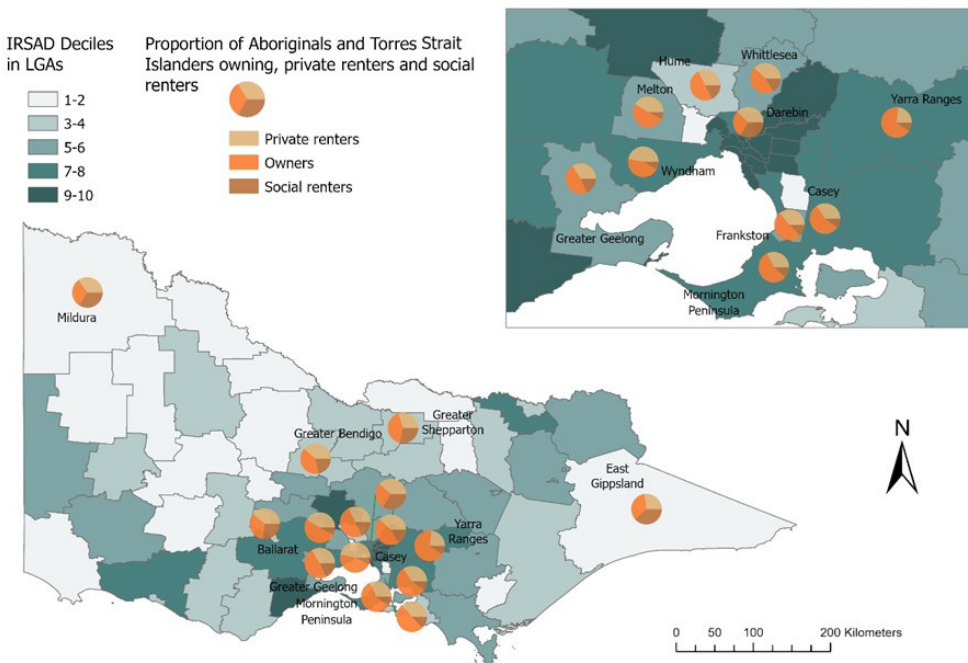 IRSAD Deciles
in LGAs
1-2
3-4
5-6
7-8
9-10
Proportion of Aboriginals and Torres Strait
Islanders owning, private renters and social
renters
Private renters
Owners
Social renters
Whittlesea
Hume
Melton
Darebin
Yarra Ranges
Wyndham
Casey
Greater Geelong
Frankston
Mornington
Peninsula
Mildura
Greater
Shepparton
Greater Bendigo
East
Gippsland
Yarra
Ranges
Ballarat
Casey
Greater Geelong
Mornington
Peninsula
N
0 50 100 200 Kilometers